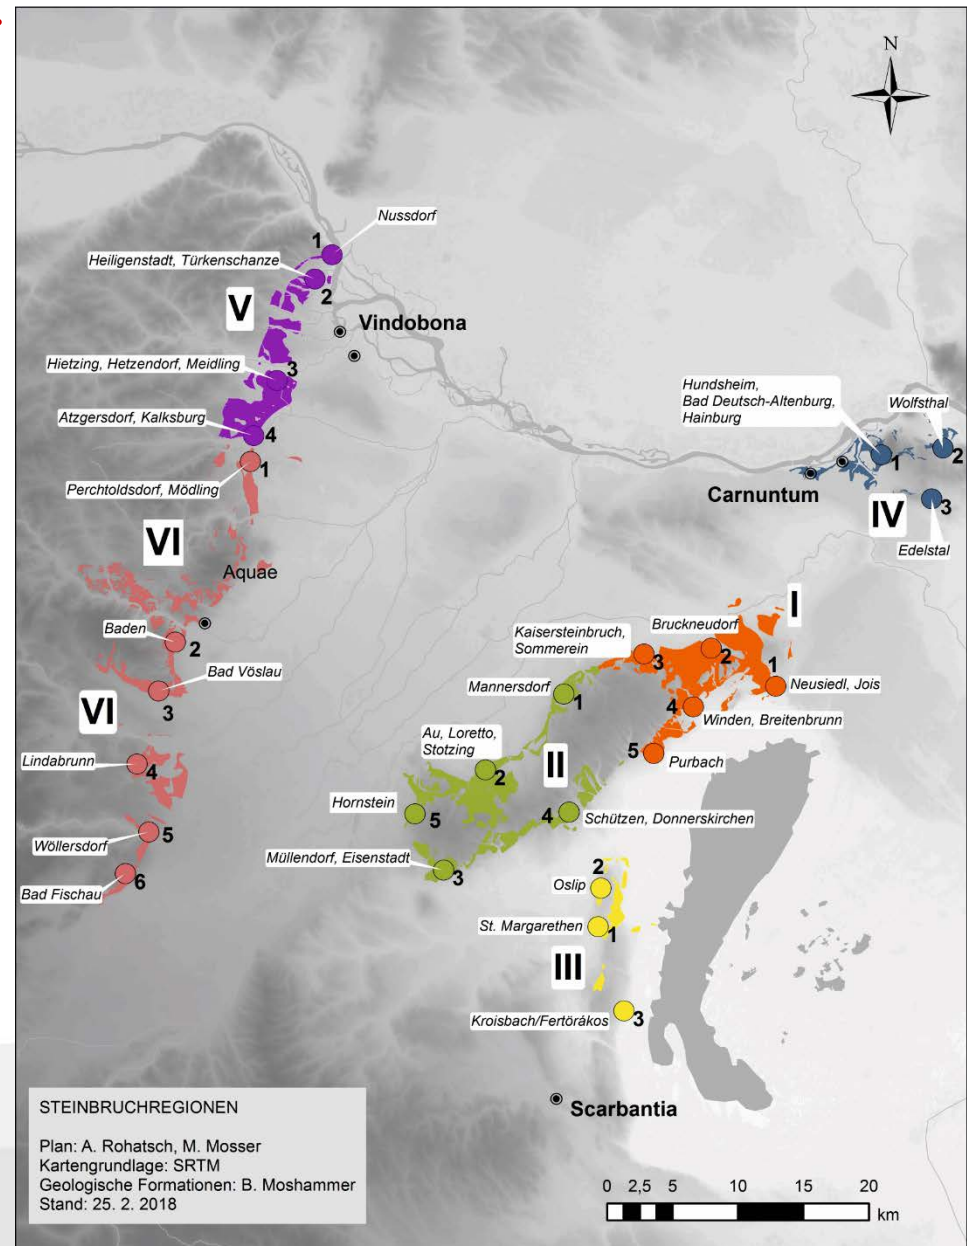 N
Nussdorf
1
Heiligenstadt, Türkenschanze
2
V
Vindobona
Hietzing, Hetzendorf, Meidling
3
Atzgersdorf, Kalksburg
4
1
Perchtoldsdorf, Mödling
VI
Aquae
Baden
2
Bad Vöslau
3
VI
Lindabrunn
4
Wöllersdorf
5
Bad Fischau
6
Hundsheim,
Bad Deutsch-Altenburg,
Hainburg
Wolfsthal
1
2
Carnuntum
IV
3
Edelstal
I
Kaisersteinbruch,
Sommerein
Bruckneudorf
3
2
1
Neusiedl, Jois
Mannersdorf
1
4
Winden, Breitenbrunn
5
Purbach
Au, Loretto,
Stotzing
2
II
Hornstein
5
4
Schützen, Donnerskirchen
Müllendorf, Eisenstadt
3
2
Oslip
St. Margarethen
1
III
Kroisbach/Fertörákos
3
Scarbantia
STEINBRUCHREGIONEN
Plan: A. Rohatsch, M. Mosser
Kartengrundlage: SRTM
Geologische Formationen: B. Moshammer
Stand: 25. 2. 2018
0 2,5 5 10 15 20
km